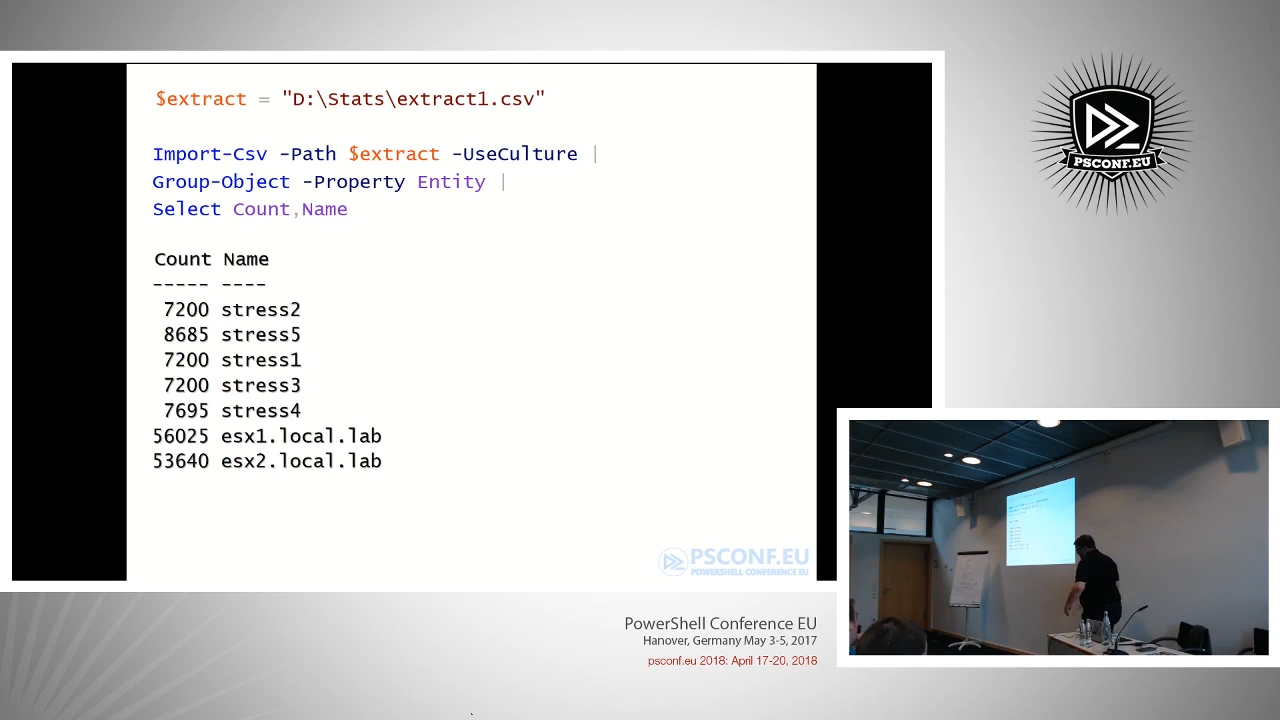 $extract = "D:\Stats\extract1.csv"
Import-Csv -Path $extract -UseCulture |
Group-Object -Property Entity |
Select Count,Name
Count Name
----- ----
7200 stress2
8685 stress5
7200 stress1
7200 stress3
7695 stress4
56025 esx1.local.lab
53640 esx2.local.lab
PSCONF.EU
POWERSHELL CONFERENCE EU
PSCONF.EU
PowerShell Conference EU
Hanover, Germany May 3-5, 2017
psconf.eu 2018: April 17-20, 2018